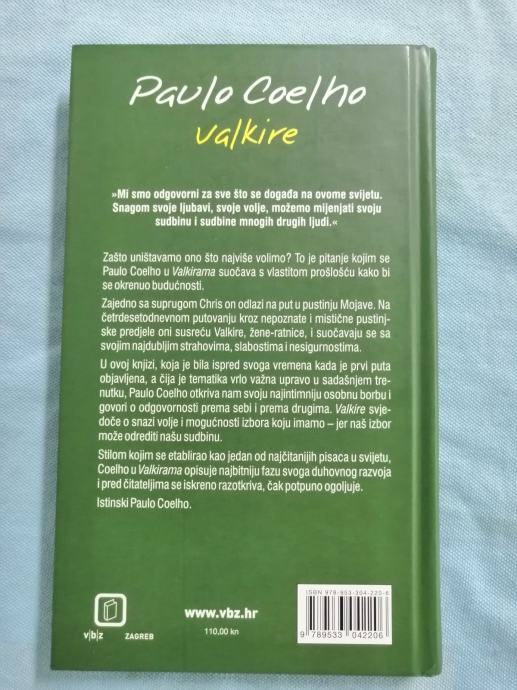 Paulo Coelho
valkire
»Mi smo odgovorni za sve što se događa na ovome svijetu.
Snagom svoje ljubavi, svoje volje, možemo mijenjati svoju
sudbinu i sudbine mnogih drugih ljudi.«
Zašto uništavamo ono što najviše volimo? To je pitanje kojim se
Paulo Coelho u Valkirama suočava s vlastitom prošlošću kako bi
se okrenuo budućnosti.
Zajedno sa suprugom Chris on odlazi na put u pustinju Mojave. Na
četrdesetodnevnom putovanju kroz nepoznate i mistične pustinj-
ske predjele oni susreću Valkire, žene-ratnice, i suočavaju se sa
svojim najdubljim strahovima, slabostima i nesigurnostima.
U ovoj knjizi, koja je bila ispred svoga vremena kada je prvi puta
objavljena, a čija je tematika vrlo važna upravo u sadašnjem tre-
nutku, Paulo Coelho otkriva nam svoju najintimniju osobnu borbu i
govori o odgovornosti prema sebi i prema drugima. Valkire svje-
doče o snazi volje i mogućnosti izbora koju imamo – jer naš izbor
može odrediti našu sudbinu.
Stilom kojim se etablirao kao jedan od najčitanijih pisaca u svijetu,
Coelho u Valkirama opisuje najbitniju fazu svoga duhovnog razvoja
i pred čitateljima se iskreno razotkriva, čak potpuno ogoljuje.
Istinski Paulo Coelho.
ISBN 978-953-304-220-6
9 789533 042206
www.vbz.hr
110,00 kn
v|b|z
ZAGREB